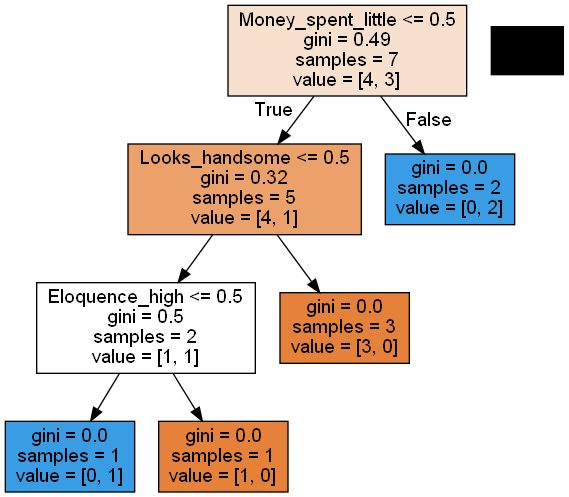 Money_spent_little <= 0.5
gini = 0.49
samples = 7
value = [4, 3]
True
False
Looks_handsome <= 0.5
gini = 0.32
samples = 5
value = [4, 1]
gini = 0.0
samples = 2
value = [0, 2]
Eloquence_high <= 0.5
gini = 0.5
samples = 2
value = [1, 1]
gini = 0.0
samples = 3
value = [3, 0]
gini = 0.0
samples = 1
value = [0, 1]
gini = 0.0
samples = 1
value = [1, 0]